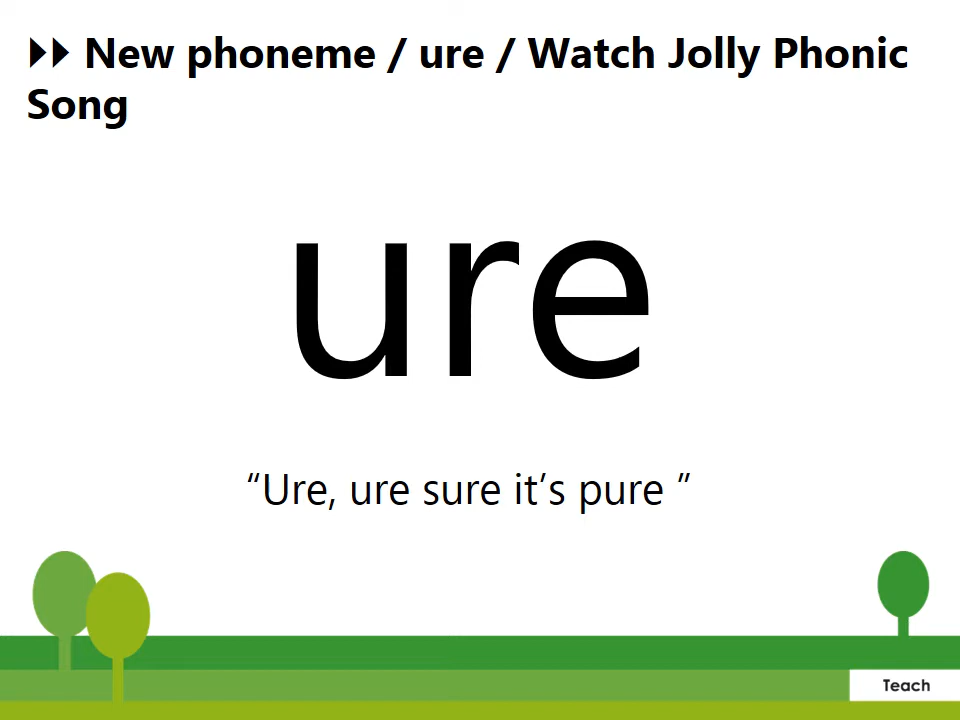 New phoneme / ure / Watch Jolly Phonic
Song
ure
“Ure, ure sure it’s pure ”
Teach